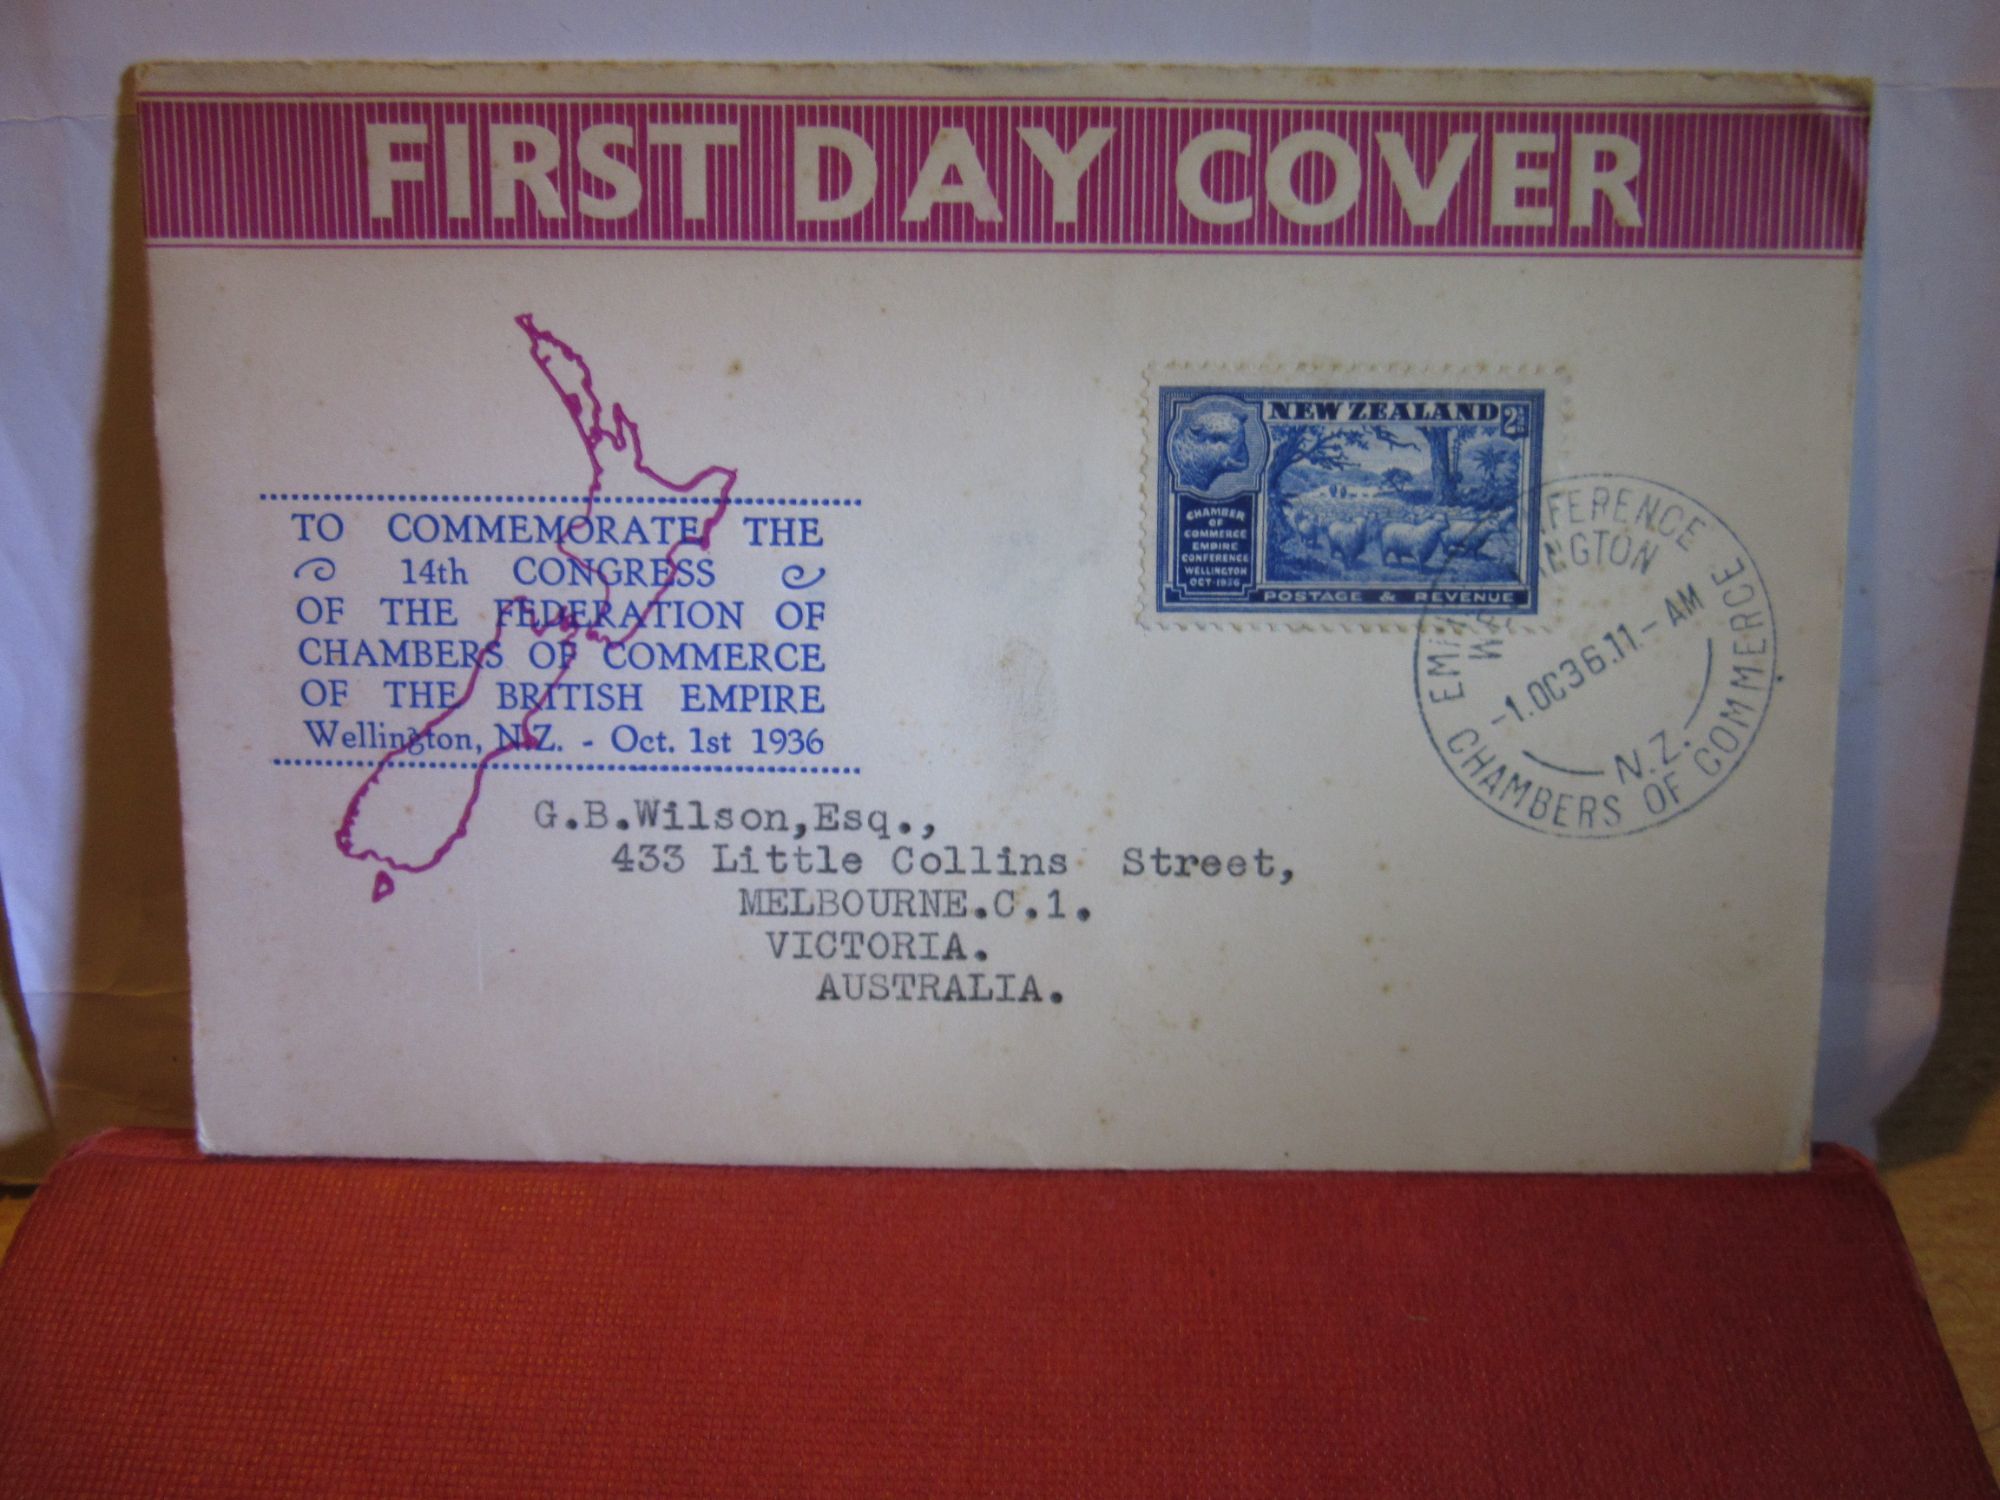 FIRST DAY COVER
TO COMMEMORATE THE
14th CONGRESS
OF THE FEDERATION OF
CHAMBERS OF COMMERCE
OF THE BRITISH EMPIRE
Wellington, N.Z. - Oct. 1st 1936
NEW ZEALAND 2½D
CHAMBER
OF
COMMERCE
EMPIRE
CONFERENCE
WELLINGTON
OCT·1936
POSTAGE & REVENUE
CHAMBERS OF COMMERCE
-1.OC36.11-AM
N.Z.
G.B.Wilson,Esq.,
433 Little Collins Street,
MELBOURNE.C.1.
VICTORIA.
AUSTRALIA.